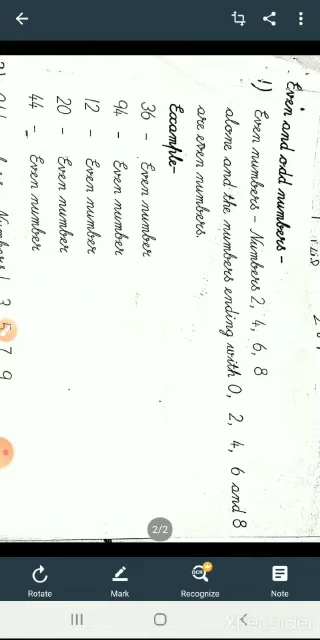 Even and odd numbers -
1) Even numbers - Numbers 2, 4, 6, 8
alone and the numbers ending with 0, 2, 4, 6 and 8
are even numbers.
Example-
36 - Even number
94 - Even number
12 - Even number
20 - Even number
44 - Even number
3 5 7 9
2/2
Rotate
Mark
OCR
Recognize
Note